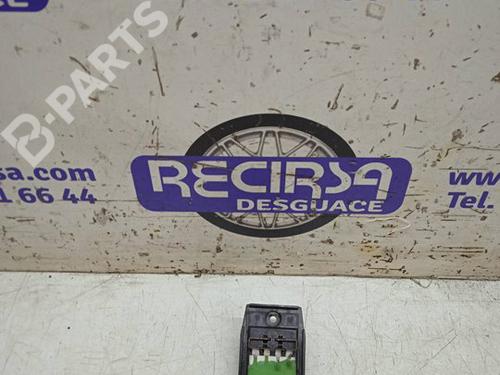 B-PARTS
RECIRSA
DESGUACE
sa.com
1 66 44
www.
Tel.